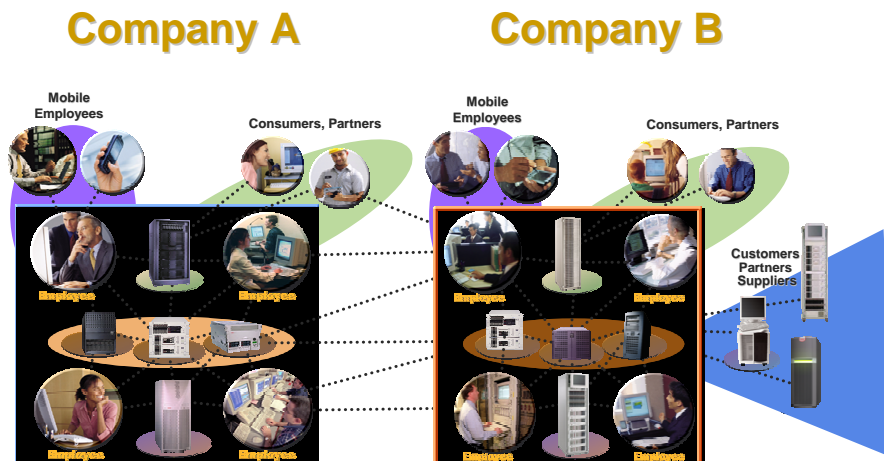 Company A
Company B
Mobile
Employees
Consumers, Partners
Mobile
Employees
Consumers, Partners
Employee
Employee
Employee
Employee
Customers
Partners
Suppliers
Employee
Employee
Employee
Employee